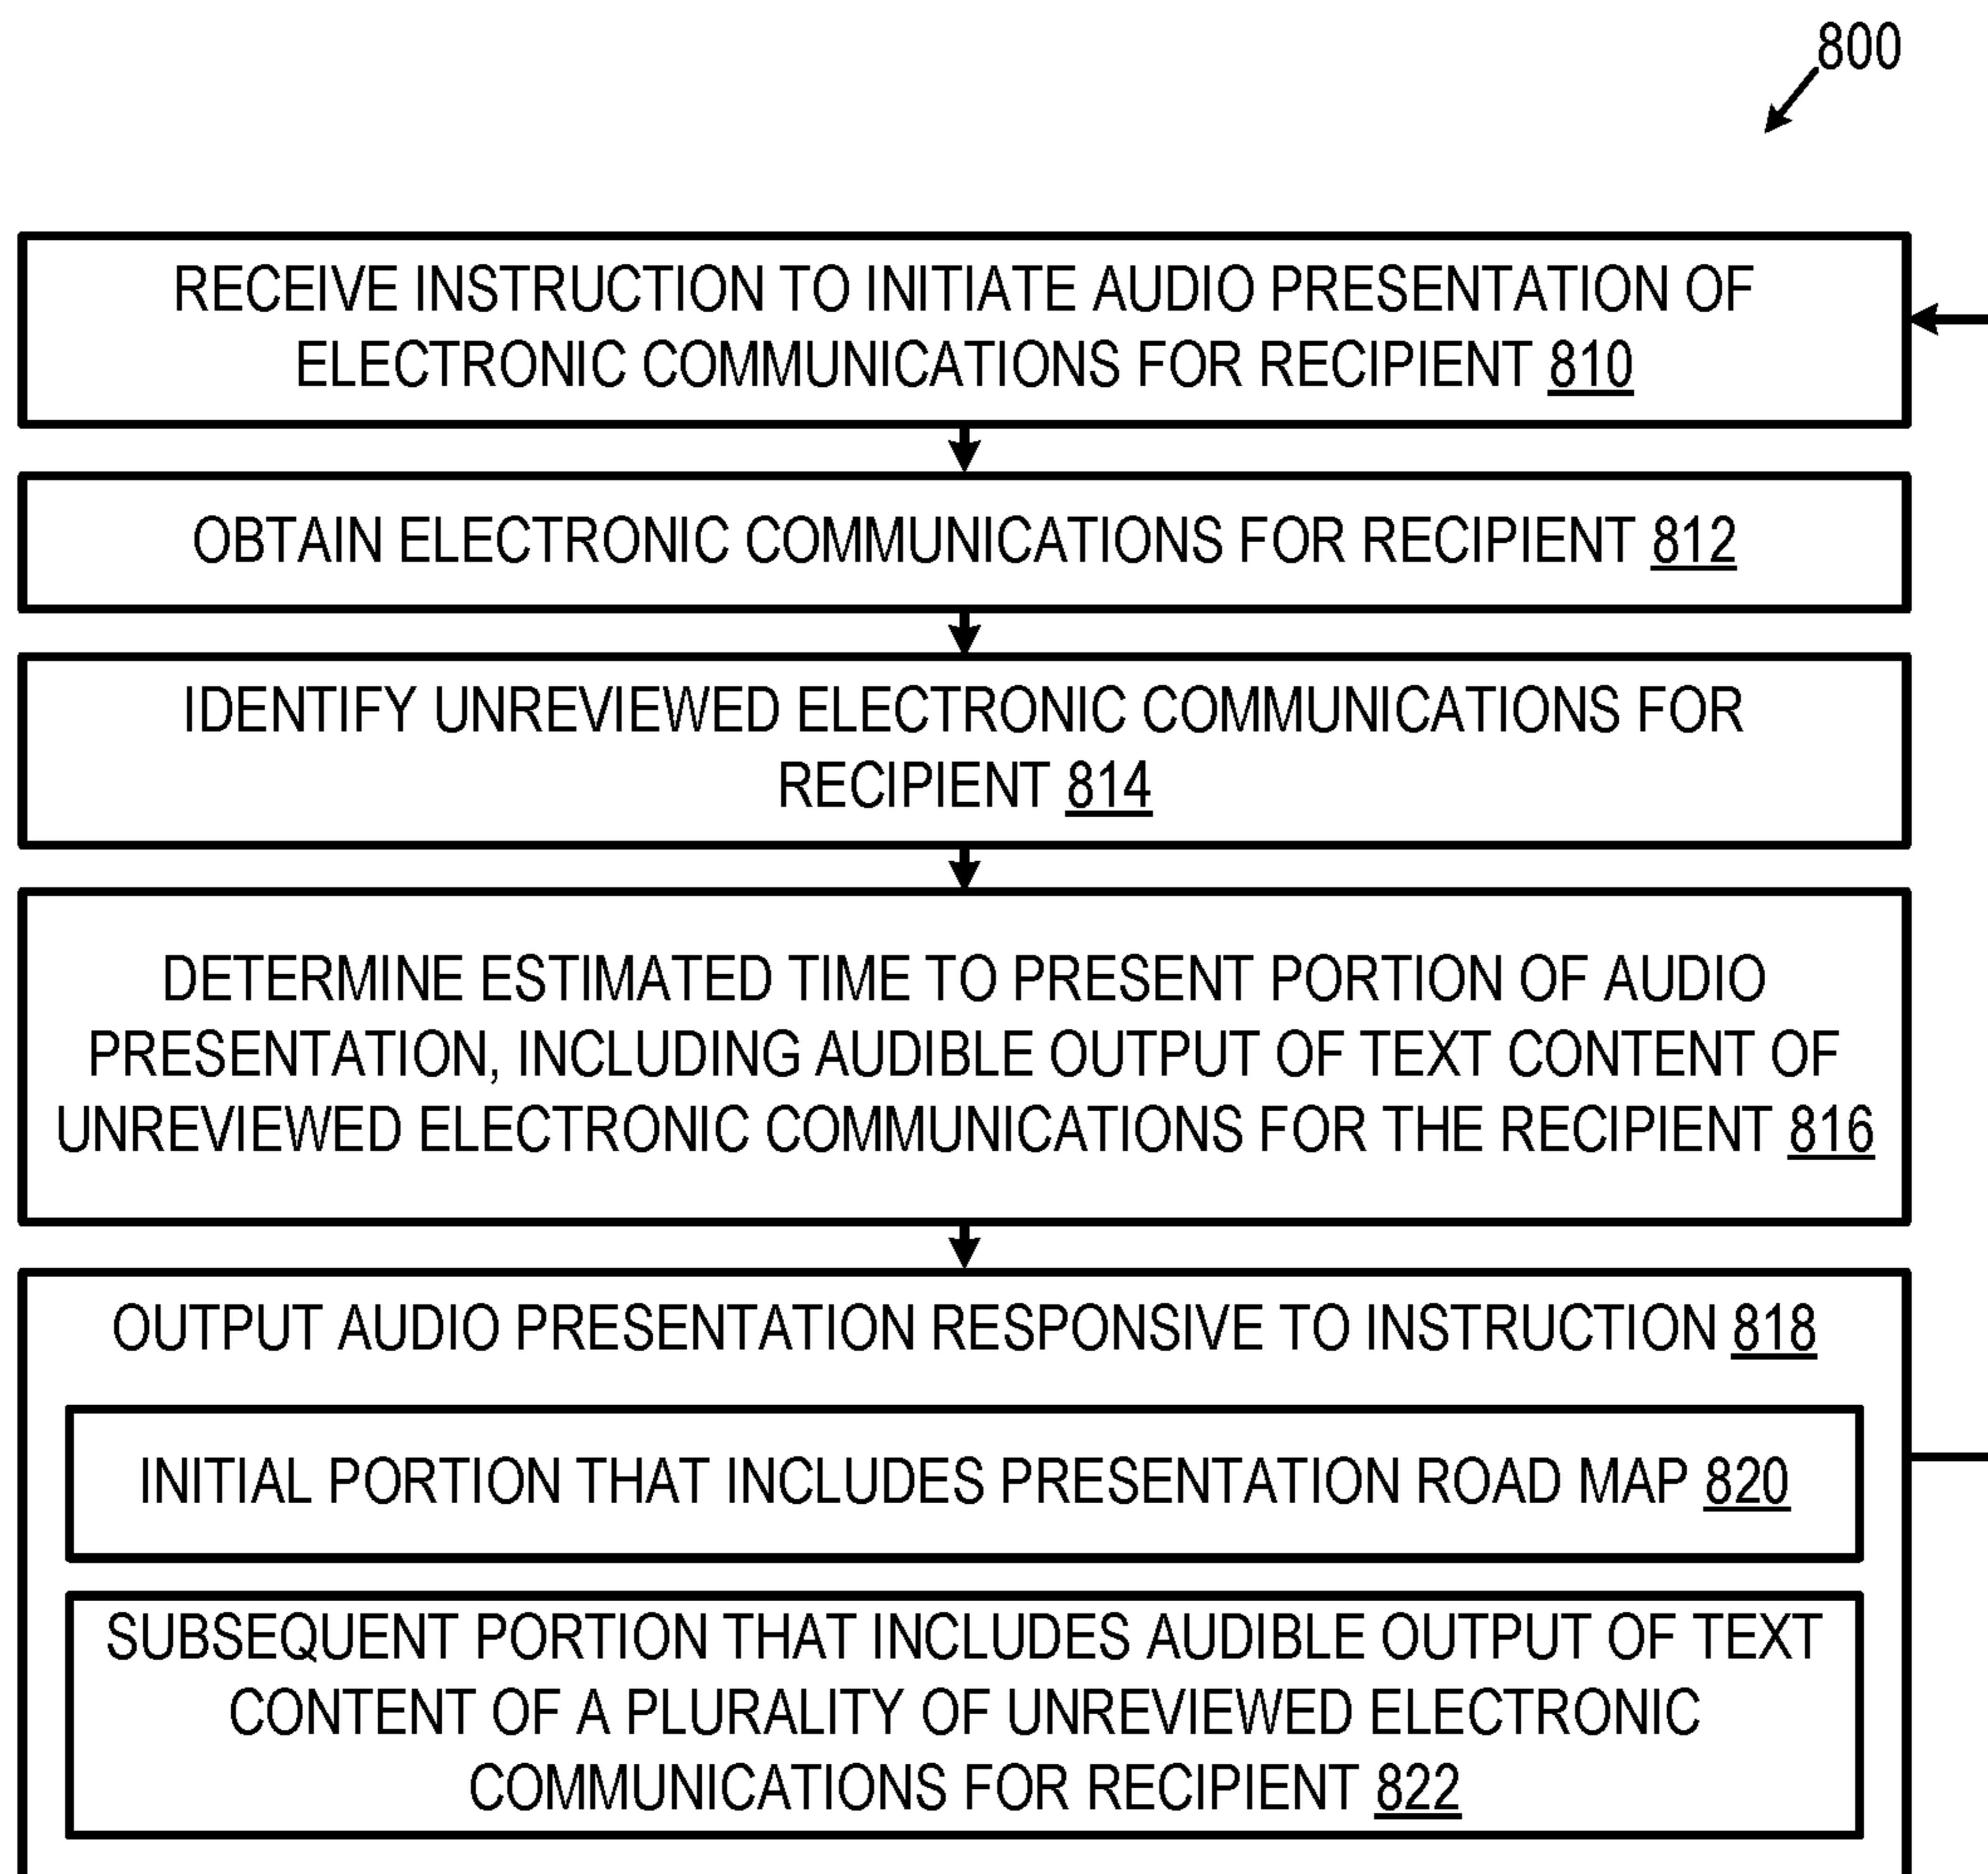 800
RECEIVE INSTRUCTION TO INITIATE AUDIO PRESENTATION OF
ELECTRONIC COMMUNICATIONS FOR RECIPIENT 810
OBTAIN ELECTRONIC COMMUNICATIONS FOR RECIPIENT 812
IDENTIFY UNREVIEWED ELECTRONIC COMMUNICATIONS FOR
RECIPIENT 814
DETERMINE ESTIMATED TIME TO PRESENT PORTION OF AUDIO
PRESENTATION, INCLUDING AUDIBLE OUTPUT OF TEXT CONTENT OF
UNREVIEWED ELECTRONIC COMMUNICATIONS FOR THE RECIPIENT 816
OUTPUT AUDIO PRESENTATION RESPONSIVE TO INSTRUCTION 818
INITIAL PORTION THAT INCLUDES PRESENTATION ROAD MAP 820
SUBSEQUENT PORTION THAT INCLUDES AUDIBLE OUTPUT OF TEXT
CONTENT OF A PLURALITY OF UNREVIEWED ELECTRONIC
COMMUNICATIONS FOR RECIPIENT 822